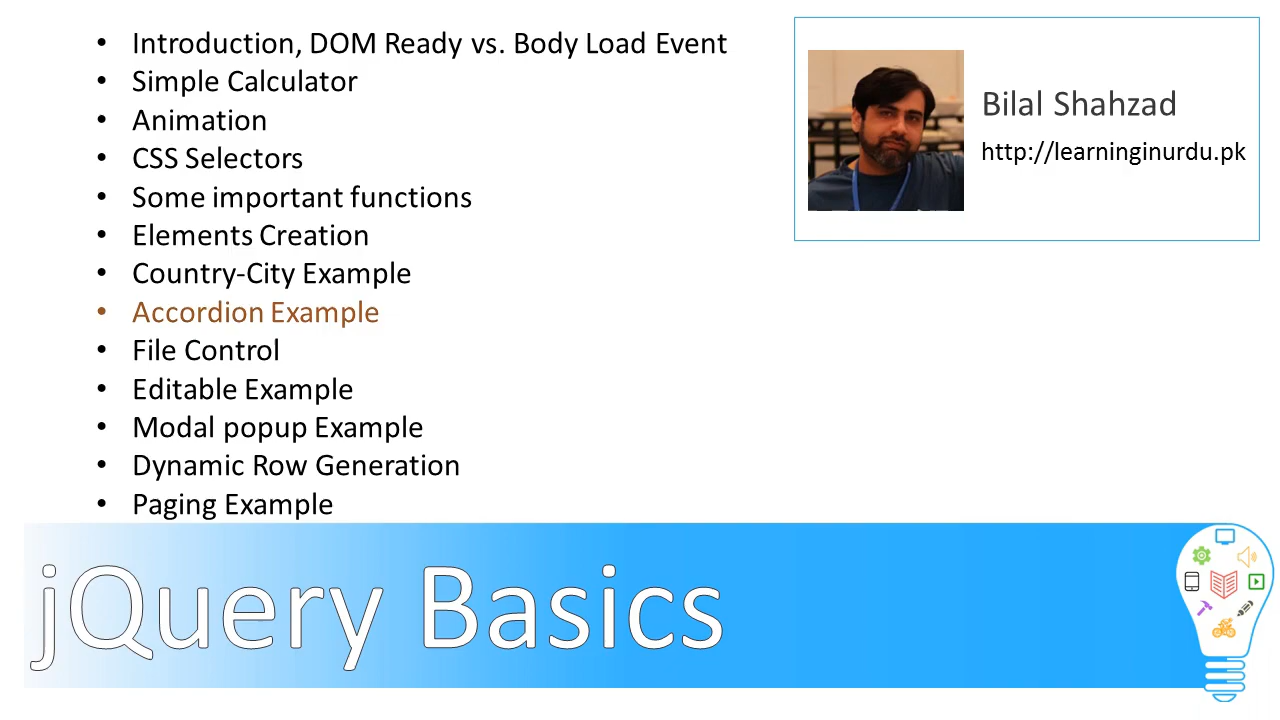 Introduction, DOM Ready vs. Body Load Event
Simple Calculator
Animation
CSS Selectors
Some important functions
Elements Creation
Country-City Example
Accordion Example
File Control
Editable Example
Modal popup Example
Dynamic Row Generation
Paging Example
Bilal Shahzad
http://learninginurdu.pk
jQuery Basics